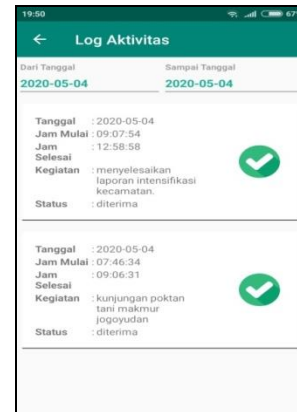 19:50 67
← Log Aktivitas
Dari Tanggal Sampai Tanggal
2020-05-04 2020-05-04
Tanggal : 2020-05-04
Jam Mulai : 09:07:54
Jam : 12:58:58
Selesai
Kegiatan : menyelesaikan
laporan intensifikasi
kecamatan.
Status : diterima
Tanggal : 2020-05-04
Jam Mulai : 07:46:34
Jam : 09:06:31
Selesai
Kegiatan : kunjungan poktan
tani makmur
jogoyudan
Status : diterima